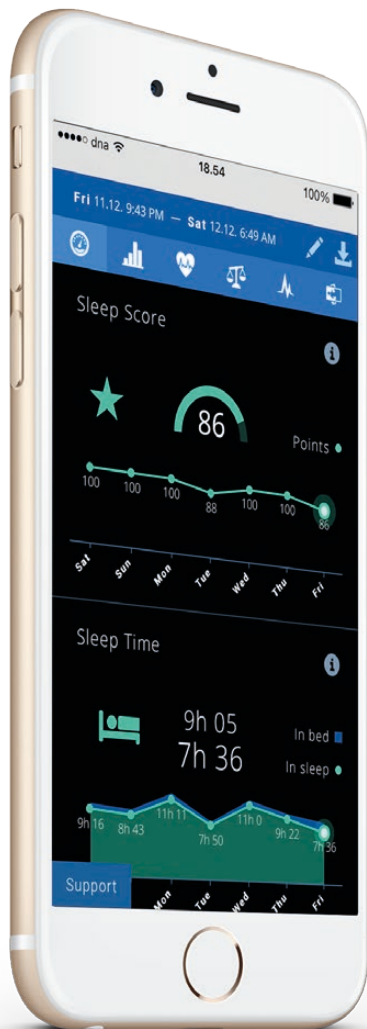 dna
18.54
100%
Fri 11.12. 9:43 PM — Sat 12.12. 6:49 AM
Sleep Score
i
86
Points
100 100 100 88 100 100 86
Sat Sun Mon Tue Wed Thu Fri
Sleep Time
i
9h 05
7h 36
In bed
In sleep
9h 16 8h 43 11h 11 7h 50 11h 0 9h 22 7h 36
Support
Mon Tue Wed Thu Fri